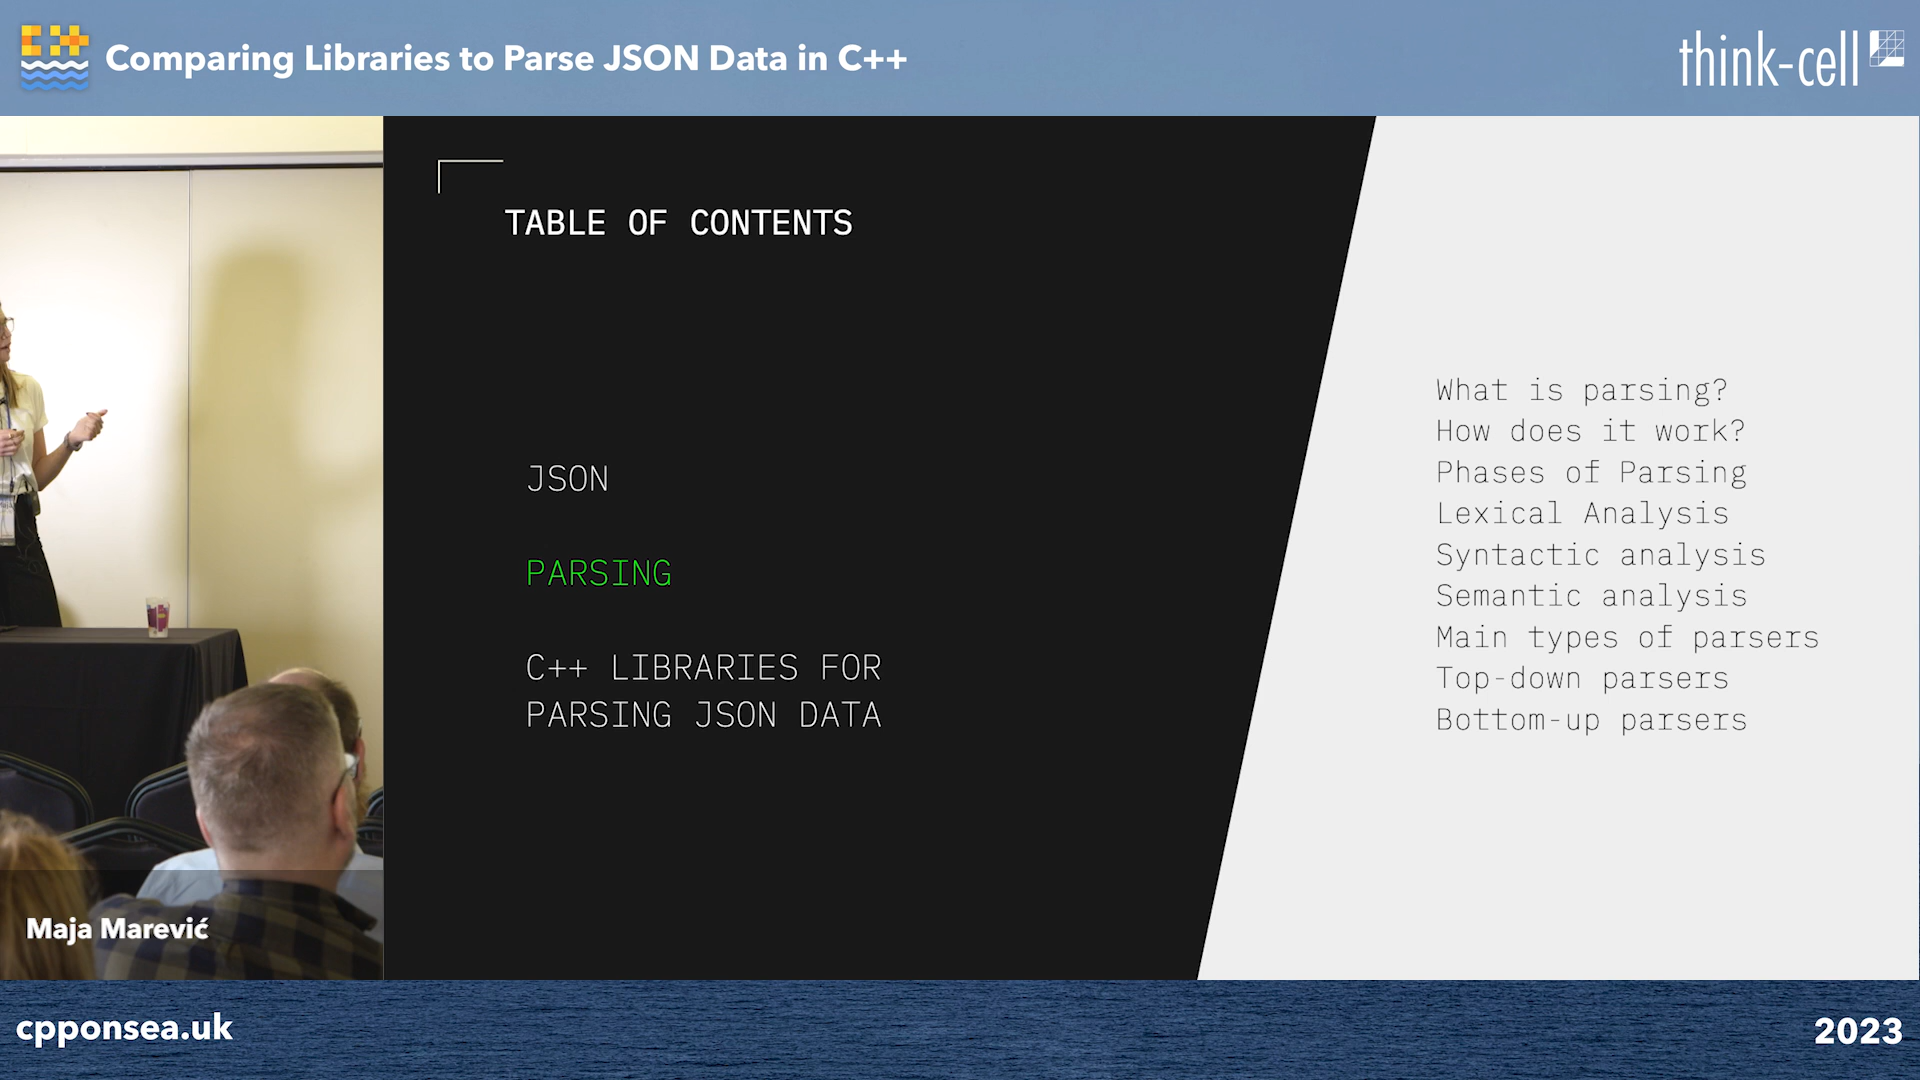 Comparing Libraries to Parse JSON Data in C++
think-cell
TABLE OF CONTENTS
JSON
PARSING
C++ LIBRARIES FOR
PARSING JSON DATA
What is parsing?
How does it work?
Phases of Parsing
Lexical Analysis
Syntactic analysis
Semantic analysis
Main types of parsers
Top-down parsers
Bottom-up parsers
Maja Marević
cpponsea.uk
2023